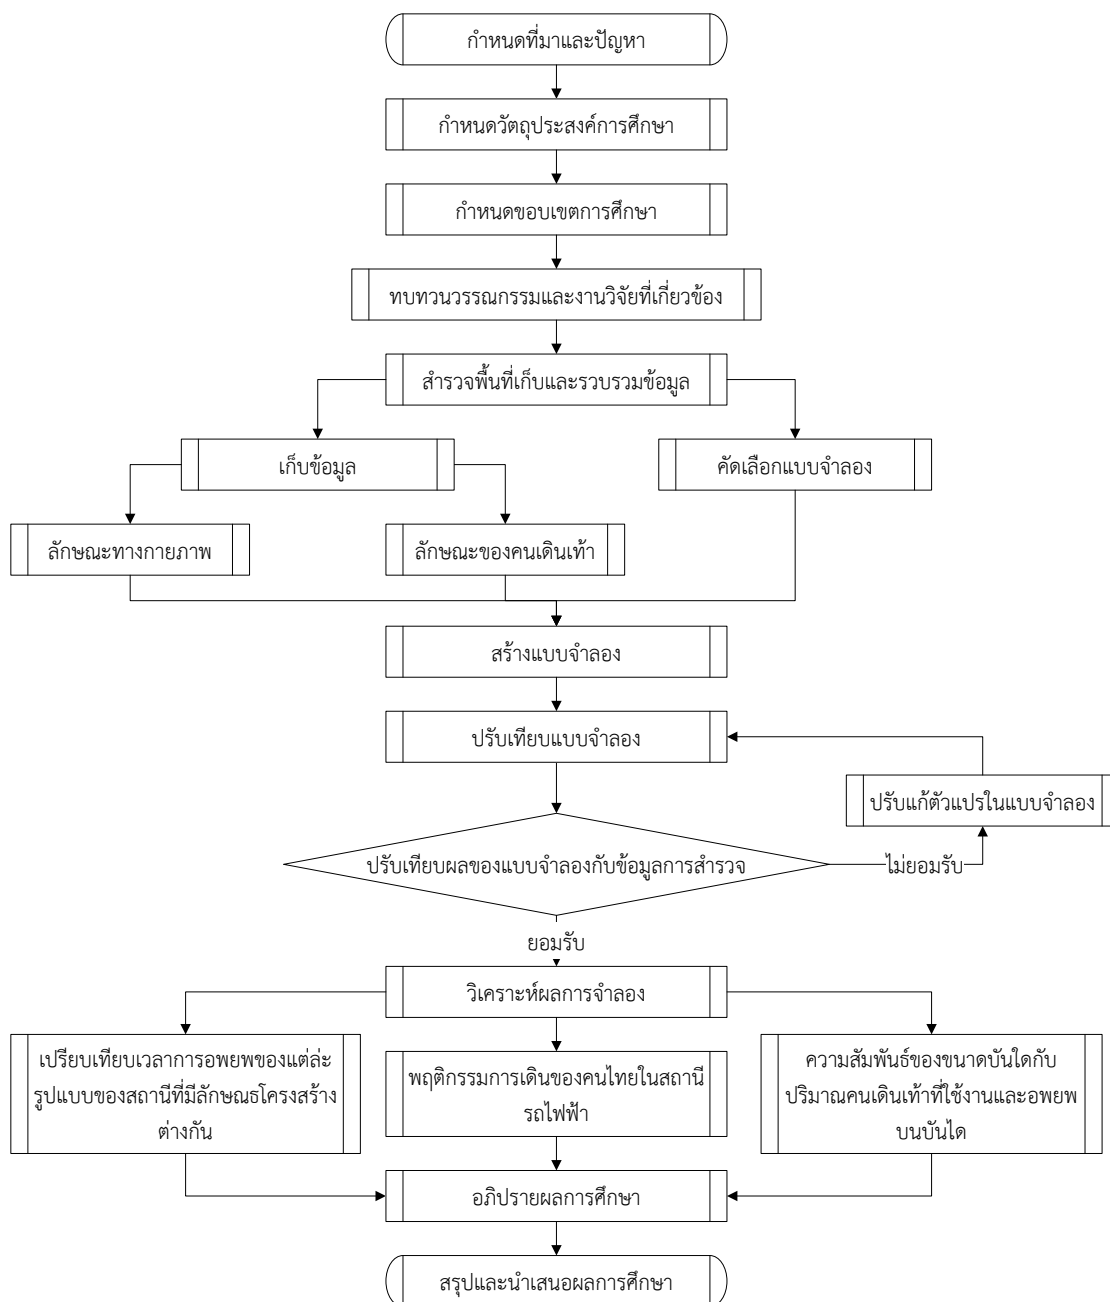 กำหนดที่มาและปัญหา
กำหนดวัตถุประสงค์การศึกษา
กำหนดขอบเขตการศึกษา
ทบทวนวรรณกรรมและงานวิจัยที่เกี่ยวข้อง
สำรวจพื้นที่เก็บและรวบรวมข้อมูล
เก็บข้อมูล
คัดเลือกแบบจำลอง
ลักษณะทางกายภาพ
ลักษณะของคนเดินเท้า
สร้างแบบจำลอง
ปรับเทียบแบบจำลอง
ปรับแก้ตัวแปรในแบบจำลอง
ปรับเทียบผลของแบบจำลองกับข้อมูลการสำรวจ
ไม่ยอมรับ
ยอมรับ
วิเคราะห์ผลการจำลอง
เปรียบเทียบเวลาการอพยพของแต่ล่ะ
รูปแบบของสถานีที่มีลักษณธโครงสร้าง
ต่างกัน
พฤติกรรมการเดินของคนไทยในสถานี
รถไฟฟ้า
ความสัมพันธ์ของขนาดบันใดกับ
ปริมาณคนเดินเท้าที่ใช้งานและอพยพ
บนบันได
อภิปรายผลการศึกษา
สรุปและนำเสนอผลการศึกษา